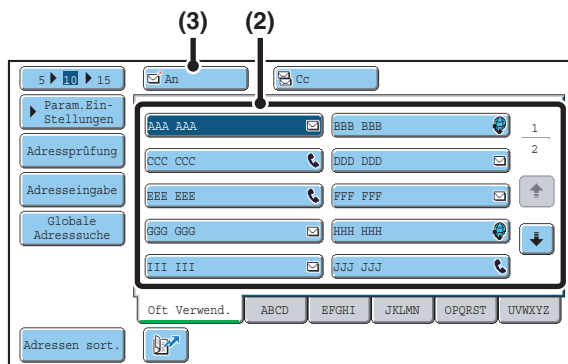 (3) (2)
5 10 15
An
Cc
Param.Ein-
Stellungen
Adressprüfung
Adresseingabe
Globale
Adresssuche
AAA AAA
BBB BBB
CCC CCC
DDD DDD
EEE EEE
FFF FFF
GGG GGG
HHH HHH
III III
JJJ JJJ
1
2
Oft Verwend.
ABCD
EFGHI
JKLMN
OPQRST
UVWXYZ
Adressen sort.